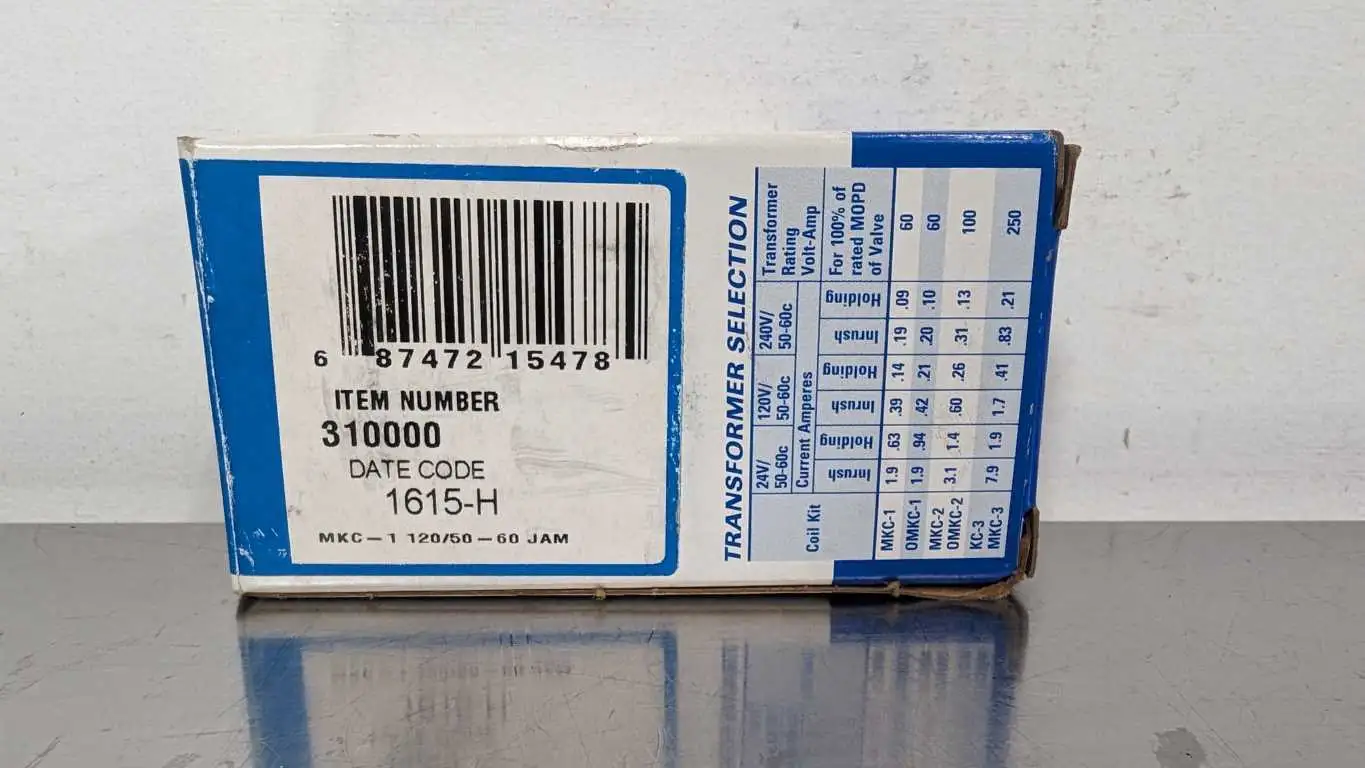 6 87472 15478
ITEM NUMBER
310000
DATE CODE
1615-H
MKC-1 120/50-60 JAM
TRANSFORMER SELECTION
Coil Kit
24V/
50-60c
120V/
50-60c
240V/
50-60c
Current Amperes
Transformer
Rating
Volt-Amp
Inrush Holding Inrush Holding Inrush Holding
For 100% of
rated MOPD
of Valve
MKC-1 1.9 .63 .39 .14 .19 .09 60
OMKC-1 1.9 .94 .42 .21 .20 .10 60
MKC-2
OMKC-2 3.1 1.4 .60 .26 .31 .13 100
KC-3
MKC-3 7.9 1.9 1.7 .41 .83 .21 250